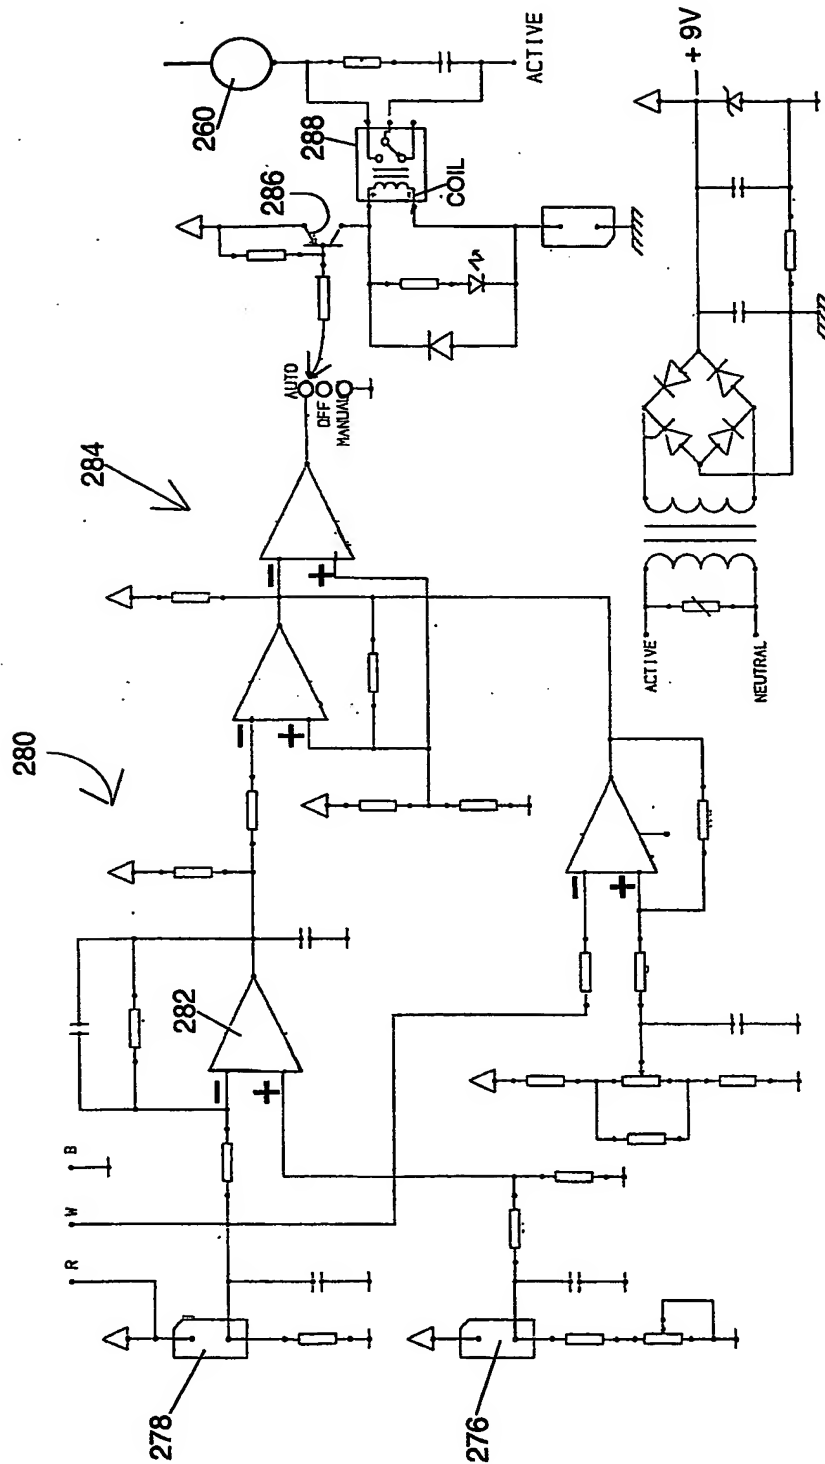 260
288
286
COIL
ACTIVE
+ 9V
AUTO
OFF
MANUAL
284
280
282
ACTIVE
NEUTRAL
R
W
B
278
276
−
+
−
+
−
+
−
+